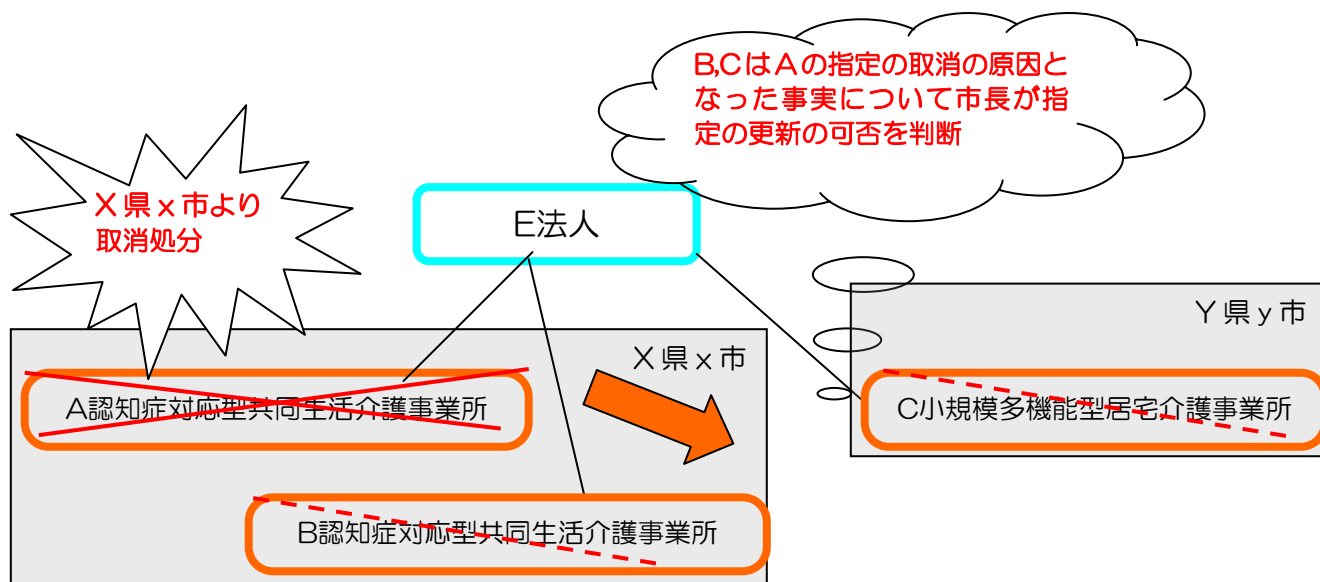 B,CはAの指定の取消の原因と
なった事実について市長が指
定の更新の可否を判断
X県x市より
取消処分
E法人
Y県y市
X県x市
A認知症対応型共同生活介護事業所
C小規模多機能型居宅介護事業所
B認知症対応型共同生活介護事業所